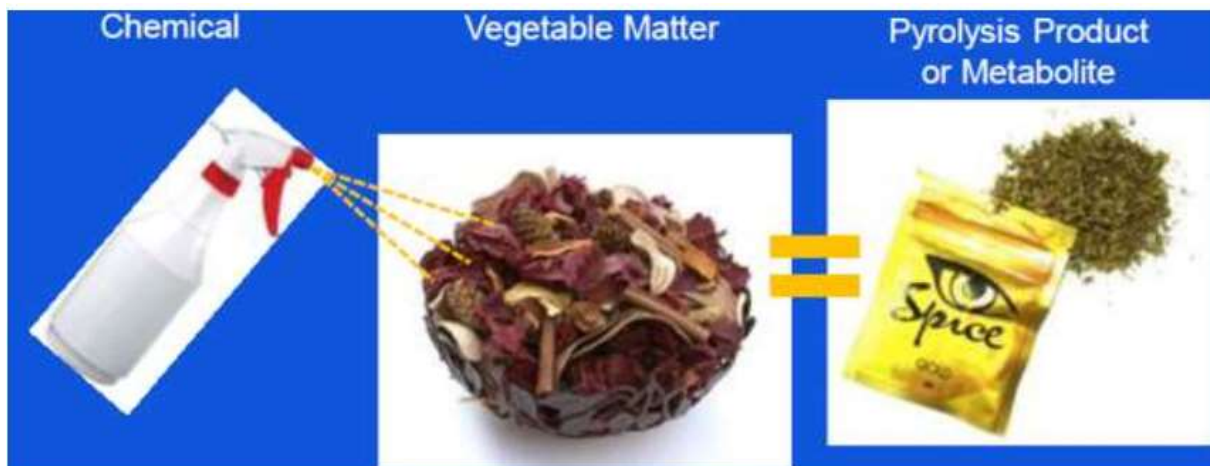 Chemical
Vegetable Matter
Pyrolysis Product
or Metabolite
Spice
GOLD